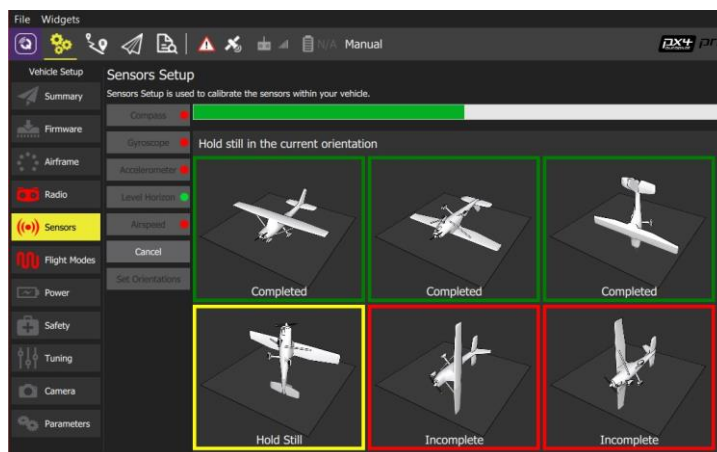 File Widgets
N/A Manual
px4 pr
Vehicle Setup
Sensors Setup
Summary
Sensors Setup is used to calibrate the sensors within your vehicle.
Compass
Firmware
Gyroscope
Hold still in the current orientation
Airframe
Accelerometer
Radio
Level Horizon
Sensors
Airspeed
Flight Modes
Cancel
Power
Set Orientations
Completed
Completed
Completed
Safety
Tuning
Camera
Parameters
Hold Still
Incomplete
Incomplete